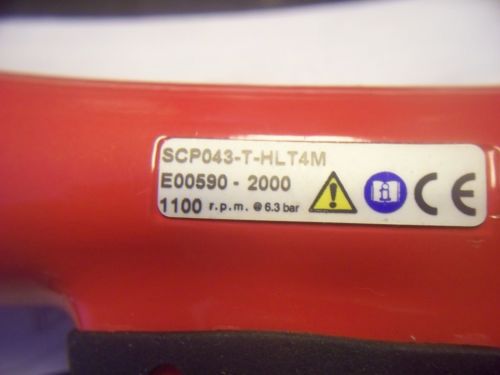 SCP043-T-HLT4M
E00590 - 2000
1100 r.p.m. @ 6.3 bar
i
CE